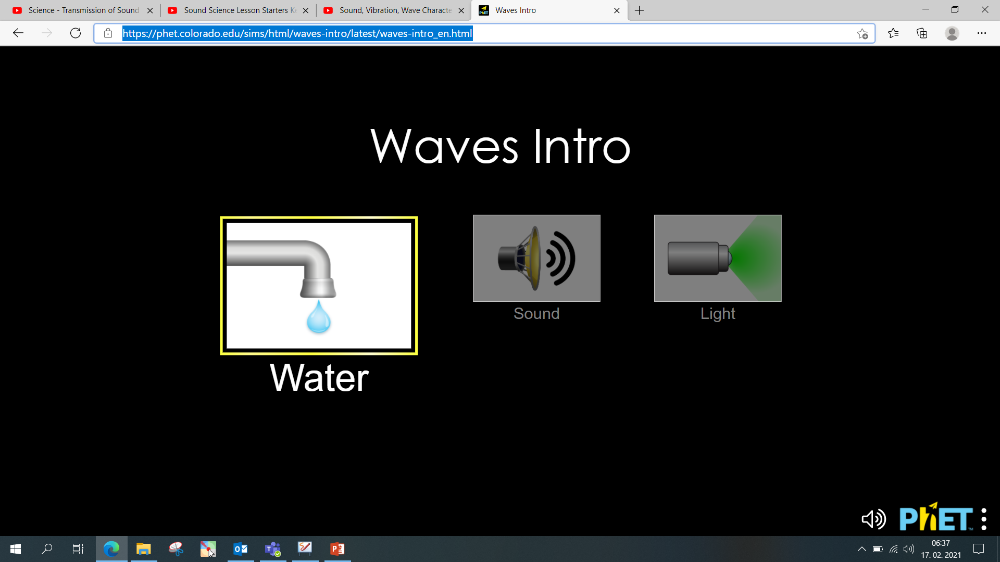 Science - Transmission of Sound
Sound Science Lesson Starters Ke
Sound, Vibration, Wave Characte
Waves Intro
https://phet.colorado.edu/sims/html/waves-intro/latest/waves-intro_en.html
Waves Intro
Water
Sound
Light
PhET
06:37
17. 02. 2021